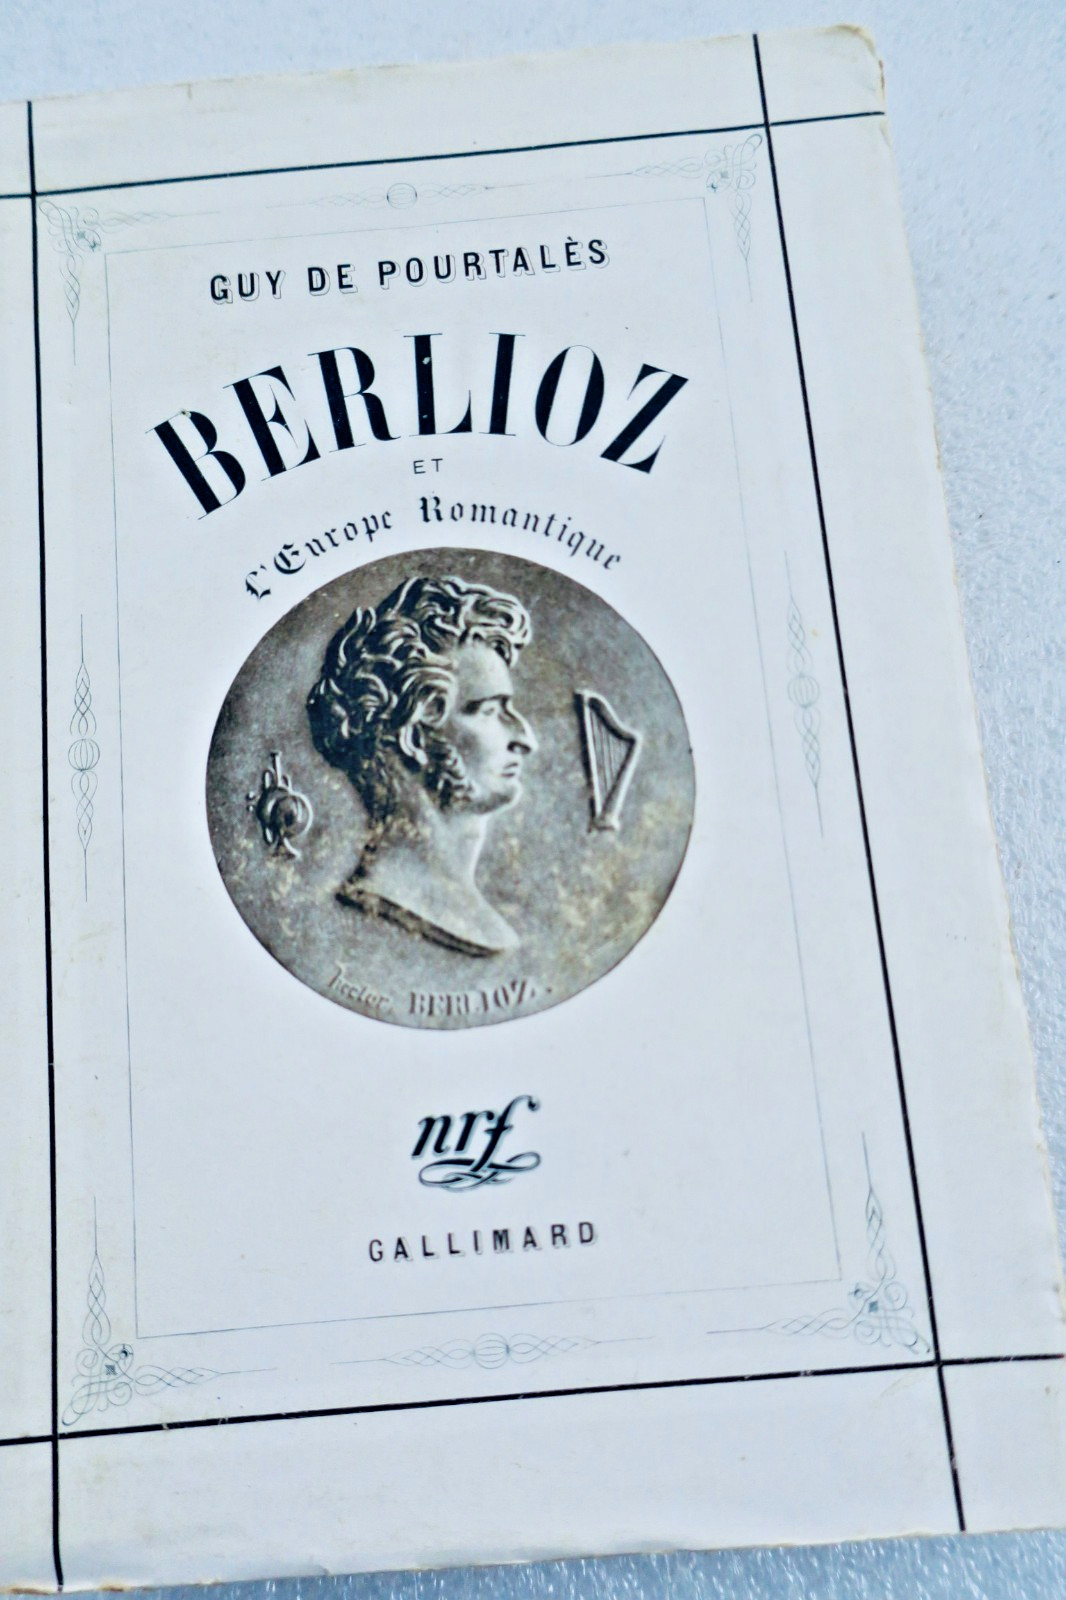 GUY DE POURTALÈS
BERLIOZ
ET
L'Europe Romantique
hector BERLIOZ.
nrf
GALLIMARD